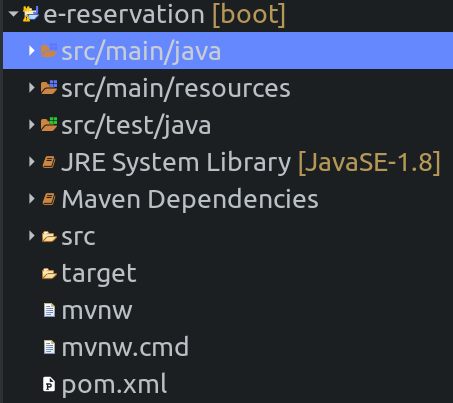 e-reservation [boot]
src/main/java
src/main/resources
src/test/java
JRE System Library [JavaSE-1.8]
Maven Dependencies
src
target
mvnw
mvnw.cmd
pom.xml